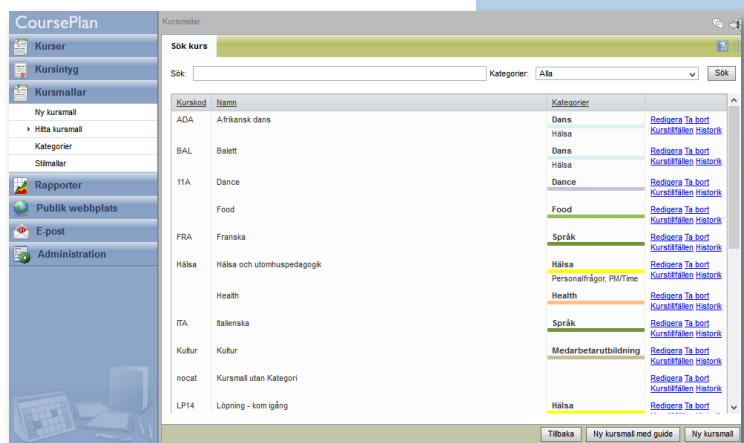 CoursePlan
Kurser
Kursintyg
Kursmallar
Ny kursmall
Hitta kursmall
Kategorier
Stilmallar
Rapporter
Publik webbplats
E-post
Administration
Kursmallar
Sök kurs
Sök: Kategorier: Alla Sök
Kurskod Namn Kategorier
ADA Afrikansk dans Dans Redigera Ta bort
Hälsa Kurstillfällen Historik
BAL Balett Dans Redigera Ta bort
Hälsa Kurstillfällen Historik
11A Dance Dance Redigera Ta bort
Kurstillfällen Historik
Food Food Redigera Ta bort
Kurstillfällen Historik
FRA Franska Språk Redigera Ta bort
Kurstillfällen Historik
Hälsa Hälsa och utomhuspedagogik Hälsa Redigera Ta bort
Personalfrågor, PM/Time Kurstillfällen Historik
Health Health Redigera Ta bort
Kurstillfällen Historik
ITA Italienska Språk Redigera Ta bort
Kurstillfällen Historik
Kultur Kultur Medarbetarutbildning Redigera Ta bort
Kurstillfällen Historik
nocat Kursmall utan Kategori Redigera Ta bort
Kurstillfällen Historik
LP14 Löpning - kom igång Hälsa Redigera Ta bort
Tillbaka Ny kursmall med guide Ny kursmall